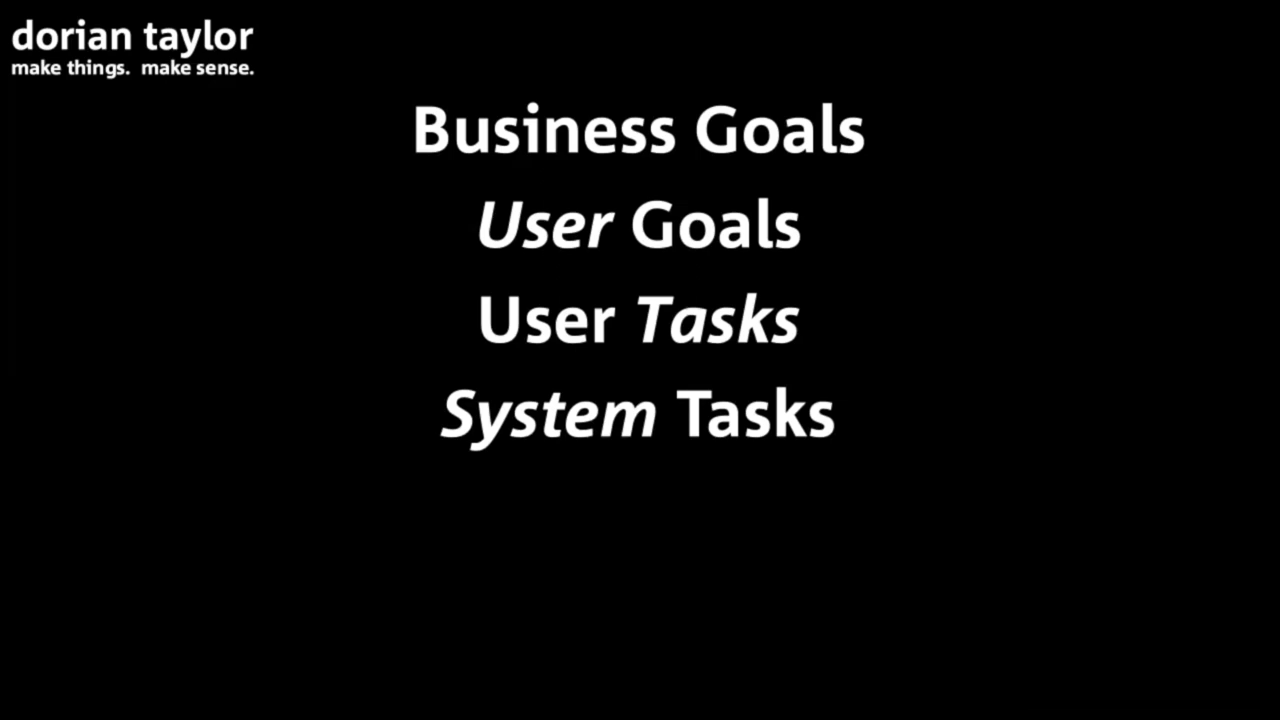 dorian taylor
make things. make sense.
Business Goals
User Goals
User Tasks
System Tasks